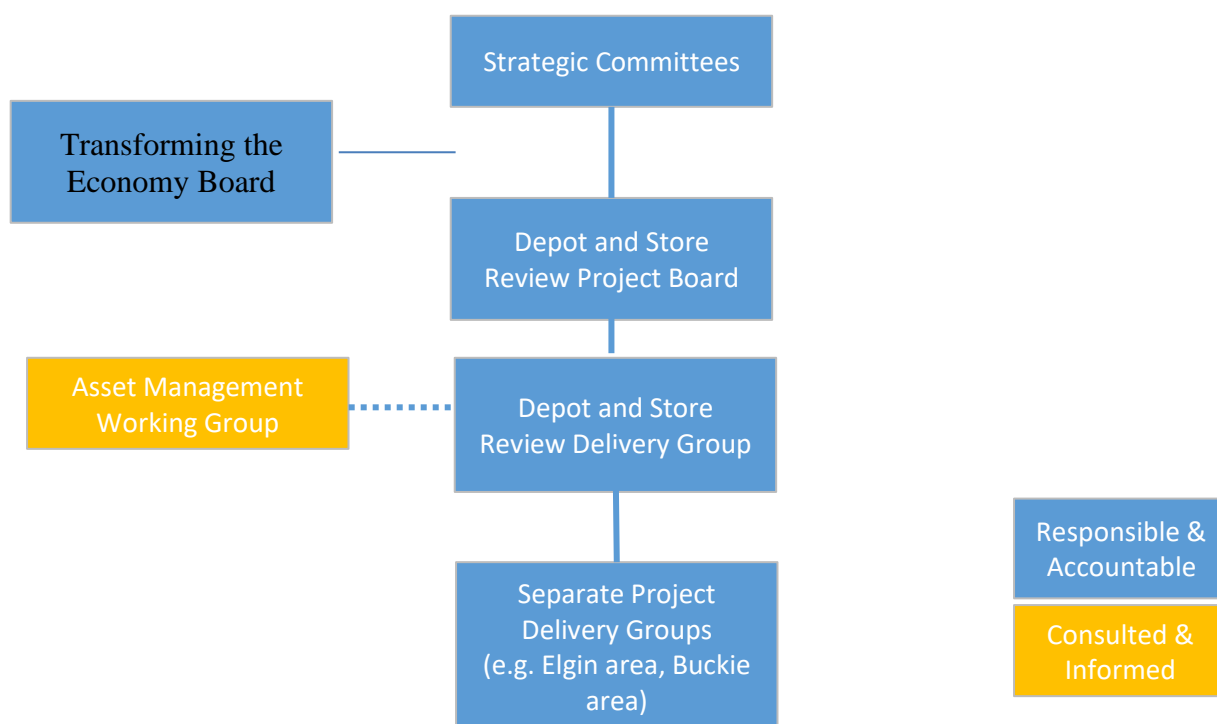 Strategic Committees
Transforming the
Economy Board
Depot and Store
Review Project Board
Asset Management
Working Group
Depot and Store
Review Delivery Group
Responsible &
Accountable
Separate Project
Delivery Groups
(e.g. Elgin area, Buckie
area)
Consulted &
Informed